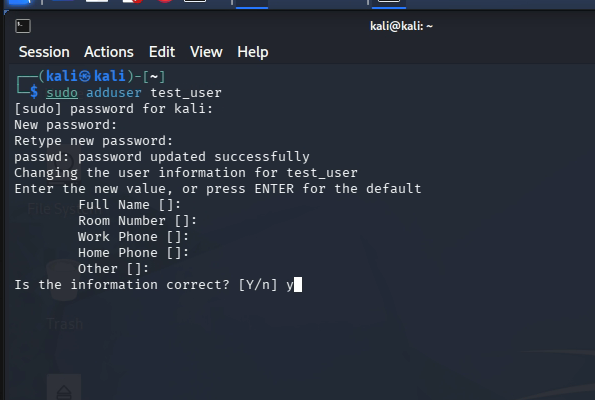 kali@kali: ~
Session Actions Edit View Help
┌──(kali㉿kali)-[~]
└─$ sudo adduser test_user
[sudo] password for kali:
New password:
Retype new password:
passwd: password updated successfully
Changing the user information for test_user
Enter the new value, or press ENTER for the default
Full Name []:
Room Number []:
Work Phone []:
Home Phone []:
Other []:
Is the information correct? [Y/n] y
Trash